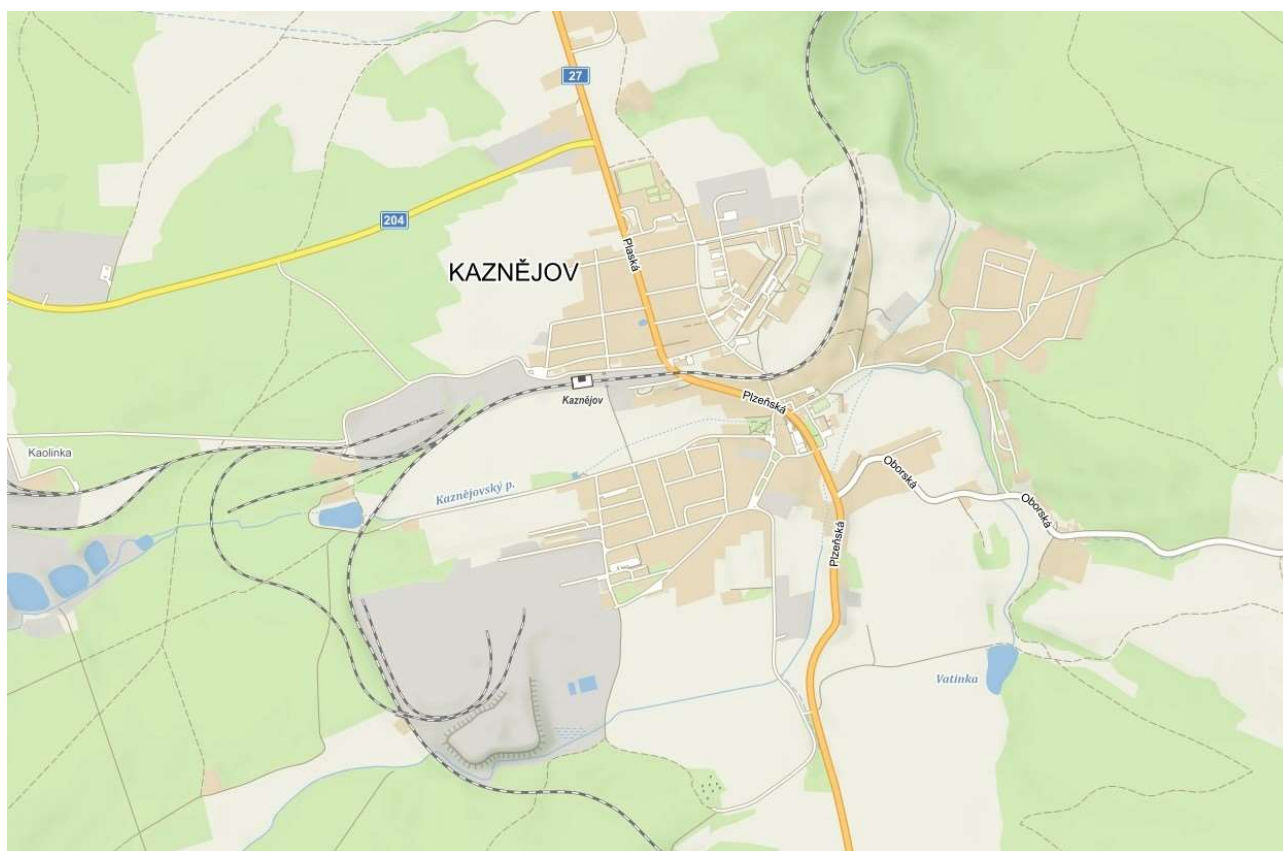 27
204
Plaská
KAZNĚJOV
Kaznějov
Plzeňská
Kaolinka
Oborská
Kaznějovský p.
Oborská
Plzeňská
Vatinka